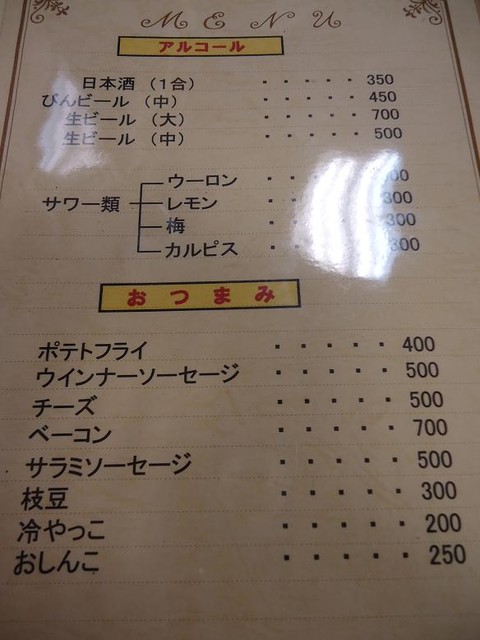 MENU
アルコール
日本酒 （1合） ・・・・・ 350
びんビール （中） ・・・・・ 450
生ビール （大） ・・・・・ 700
生ビール （中） ・・・・・ 500
サワー類
ウーロン
レモン 300
梅 300
カルピス 300
おつまみ
ポテトフライ ・・・・・ 400
ウインナーソーセージ ・・・・・ 500
チーズ ・・・・・ 500
ベーコン ・・・・・ 700
サラミソーセージ ・・・・・ 500
枝豆 ・・・・・ 300
冷やっこ ・・・・・ 200
おしんこ ・・・・・ 250